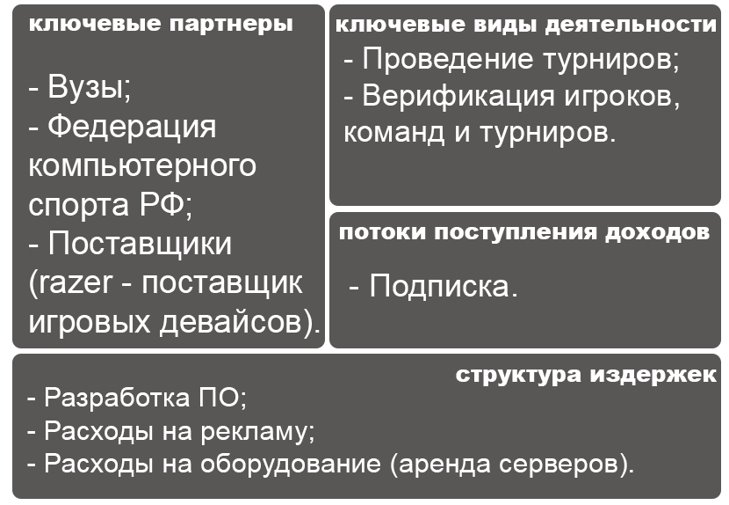 ключевые партнеры
- Вузы;
- Федерация
компьютерного
спорта РФ;
- Поставщики
(razer - поставщик
игровых девайсов).
ключевые виды деятельности
- Проведение турниров;
- Верификация игроков,
команд и турниров.
потоки поступления доходов
- Подписка.
структура издержек
- Разработка ПО;
- Расходы на рекламу;
- Расходы на оборудование (аренда серверов).